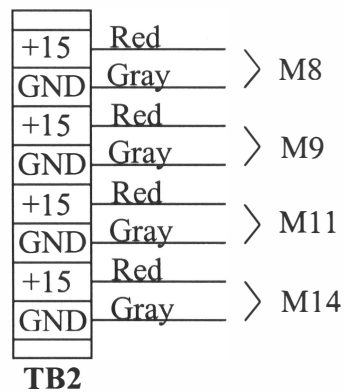 +15 Red
GND Gray M8
+15 Red
GND Gray M9
+15 Red
GND Gray M11
+15 Red
GND Gray M14
TB2